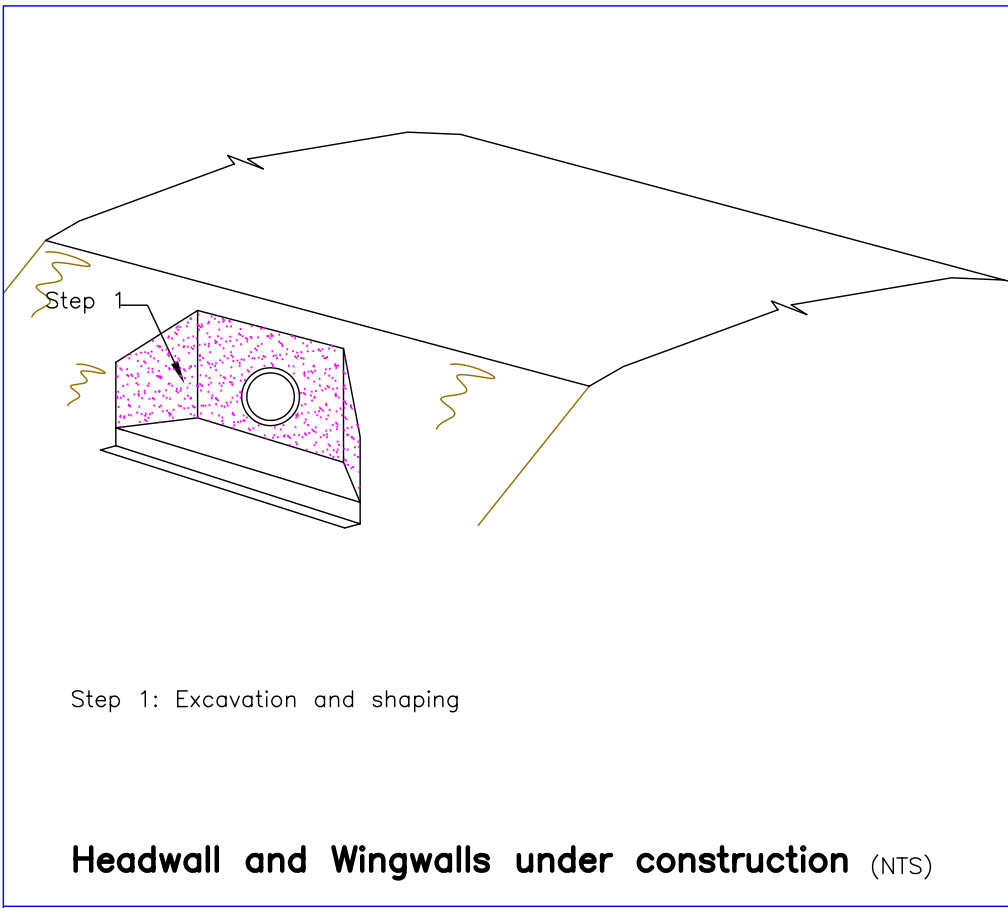 Step 1
Step 1: Excavation and shaping
Headwall and Wingwalls under construction (NTS)